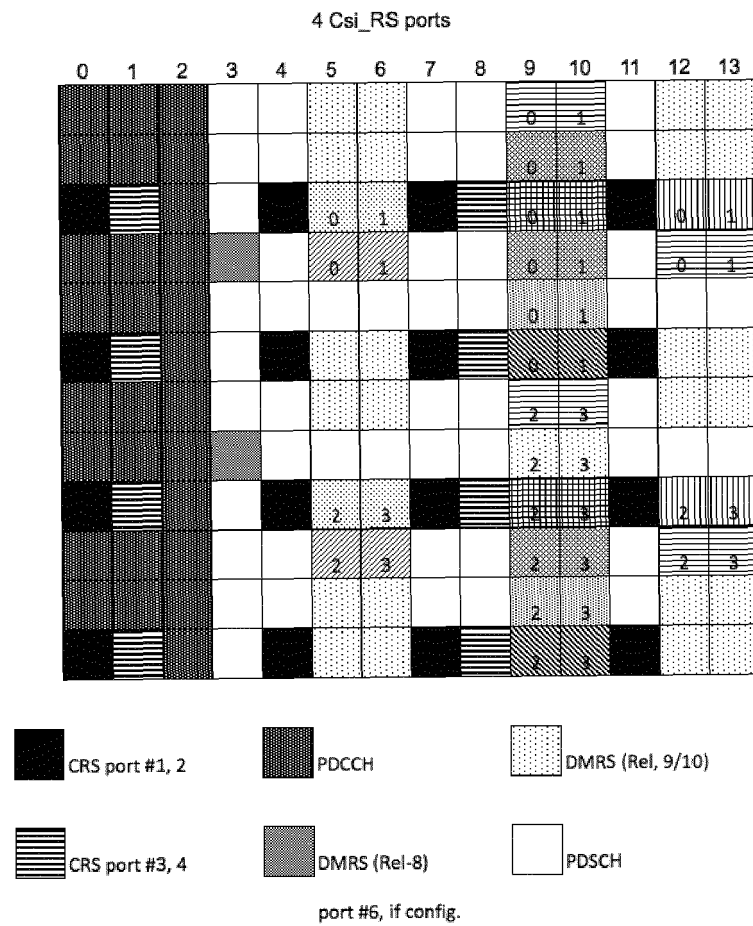 4 Csi_RS ports
0 1 2 3 4 5 6 7 8 9 10 11 12 13
0 1
0 1
0 1 0 1 0 1
0 1 0 1 0 1
0 1
0 1
2 3
2 3
2 3 2 3 2 3
2 3 2 3 2 3
2 3
2 3
CRS port #1, 2 PDCCH DMRS (Rel, 9/10)
CRS port #3, 4 DMRS (Rel-8) PDSCH
port #6, if config.